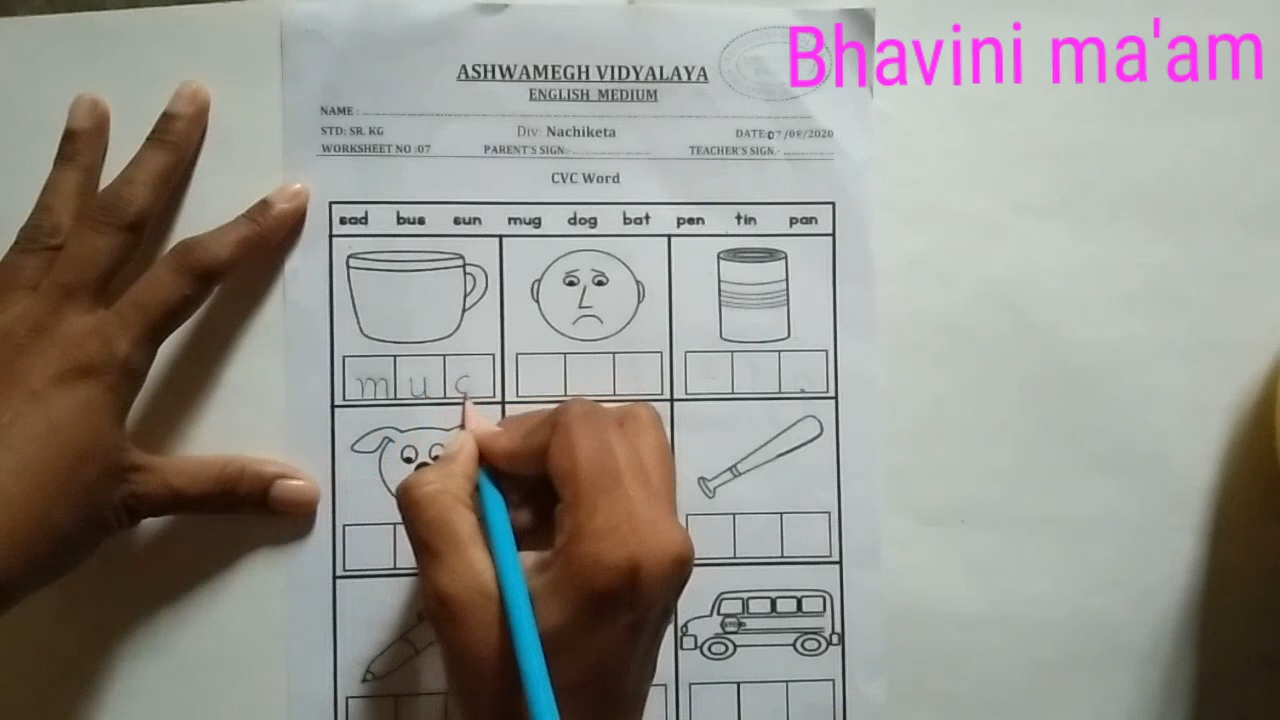 Bhavini ma'am
ASHWAMEGH VIDYALAYA
ENGLISH MEDIUM
NAME :
STD: SR. KG Div: Nachiketa DATE:07/08/2020
WORKSHEET NO :07 PARENT'S SIGN:- TEACHER'S SIGN.-
CVC Word
sad bus sun mug dog bat pen tin pan
m u
STOP